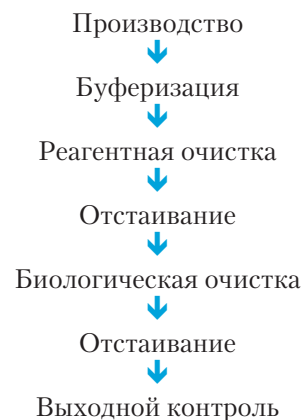 Производство
Буферизация
Реагентная очистка
Отстаивание
Биологическая очистка
Отстаивание
Выходной контроль